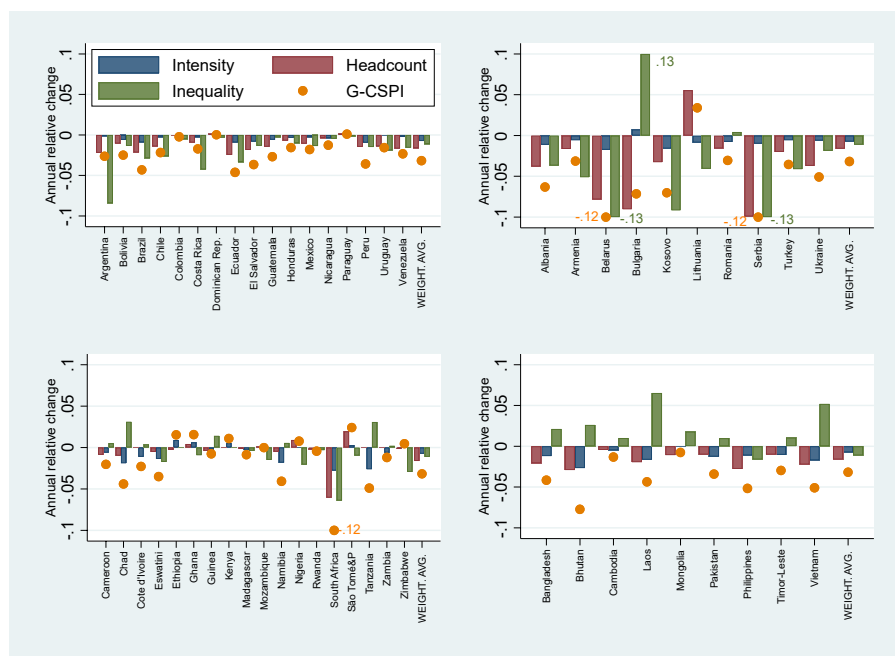 Annual relative change
.1
.05
0
-.05
-.1
Intensity
Headcount
Inequality
G-CSPI
Argentina
Bolivia
Brazil
Chile
Colombia
Costa Rica
Dominican Rep.
Ecuador
El Salvador
Guatemala
Honduras
Mexico
Nicaragua
Paraguay
Peru
Uruguay
Venezuela
WEIGHT. AVG.
Annual relative change
.1
.05
0
-.05
-.1
.13
-.12
-.13
-.12
-.13
Albania
Armenia
Belarus
Bulgaria
Kosovo
Lithuania
Romania
Serbia
Turkey
Ukraine
WEIGHT. AVG.
Annual relative change
.1
.05
0
-.05
-.1
-.12
Cameroon
Chad
Cote d'Ivoire
Eswatini
Ethiopia
Ghana
Guinea
Kenya
Madagascar
Mozambique
Namibia
Nigeria
Rwanda
South Africa
São Tomé&P
Tanzania
Zambia
Zimbabwe
WEIGHT. AVG.
Annual relative change
.1
.05
0
-.05
-.1
Bangladesh
Bhutan
Cambodia
Laos
Mongolia
Pakistan
Philippines
Timor-Leste
Vietnam
WEIGHT. AVG.